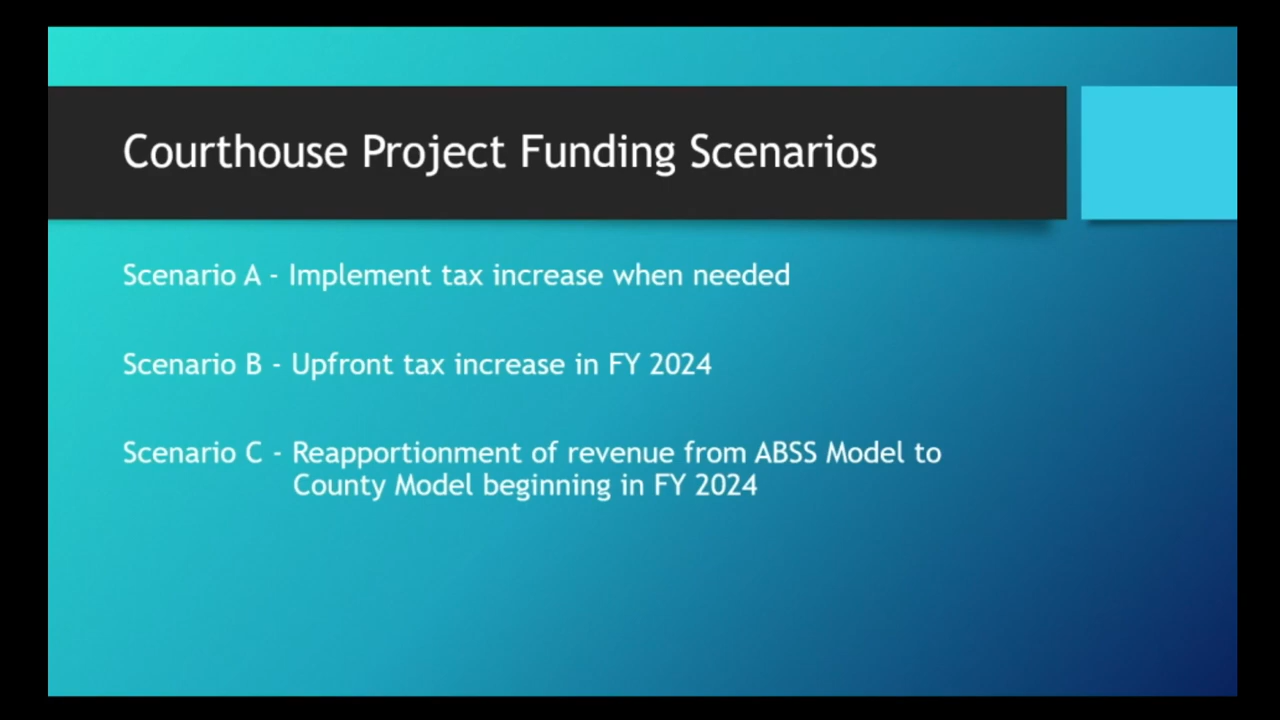 Courthouse Project Funding Scenarios
Scenario A - Implement tax increase when needed
Scenario B - Upfront tax increase in FY 2024
Scenario C - Reapportionment of revenue from ABSS Model to
County Model beginning in FY 2024